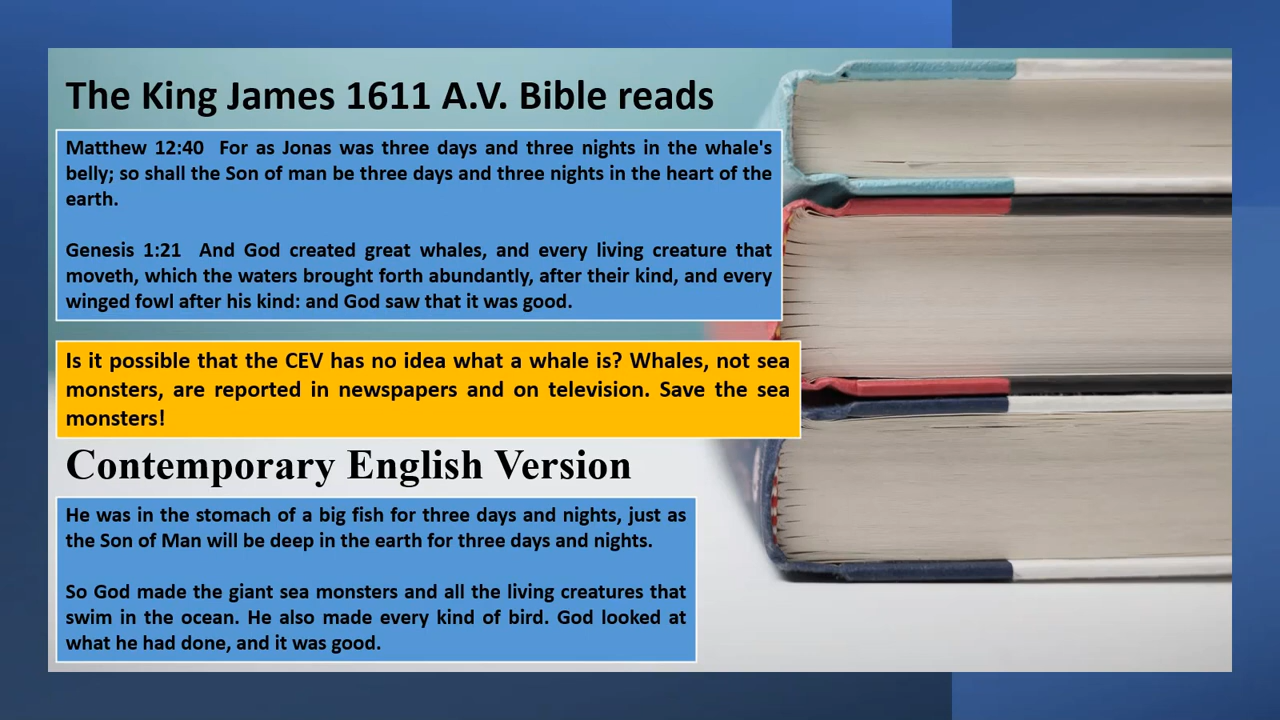 The King James 1611 A.V. Bible reads
Matthew 12:40 For as Jonas was three days and three nights in the whale's
belly; so shall the Son of man be three days and three nights in the heart of the
earth.
Genesis 1:21 And God created great whales, and every living creature that
moveth, which the waters brought forth abundantly, after their kind, and every
winged fowl after his kind: and God saw that it was good.
Is it possible that the CEV has no idea what a whale is? Whales, not sea
monsters, are reported in newspapers and on television. Save the sea
monsters!
Contemporary English Version
He was in the stomach of a big fish for three days and nights, just as
the Son of Man will be deep in the earth for three days and nights.
So God made the giant sea monsters and all the living creatures that
swim in the ocean. He also made every kind of bird. God looked at
what he had done, and it was good.